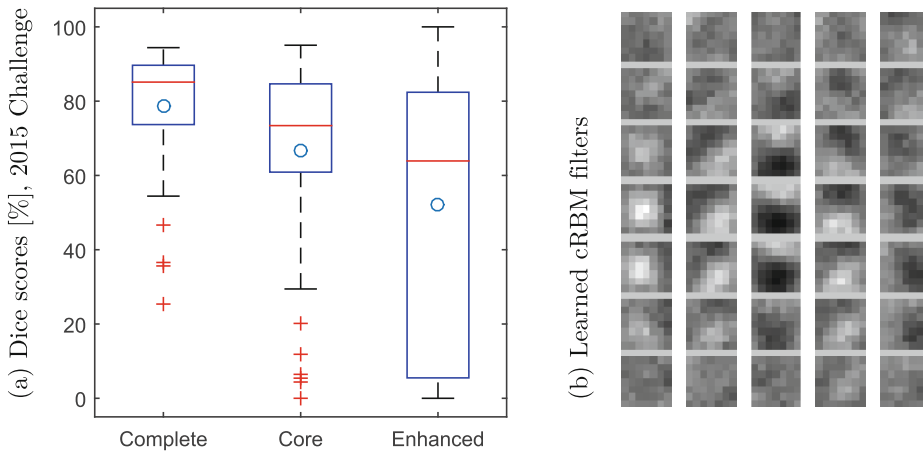 (a) Dice scores [%], 2015 Challenge
100
80
60
40
20
0
Complete
Core
Enhanced
(b) Learned cRBM filters